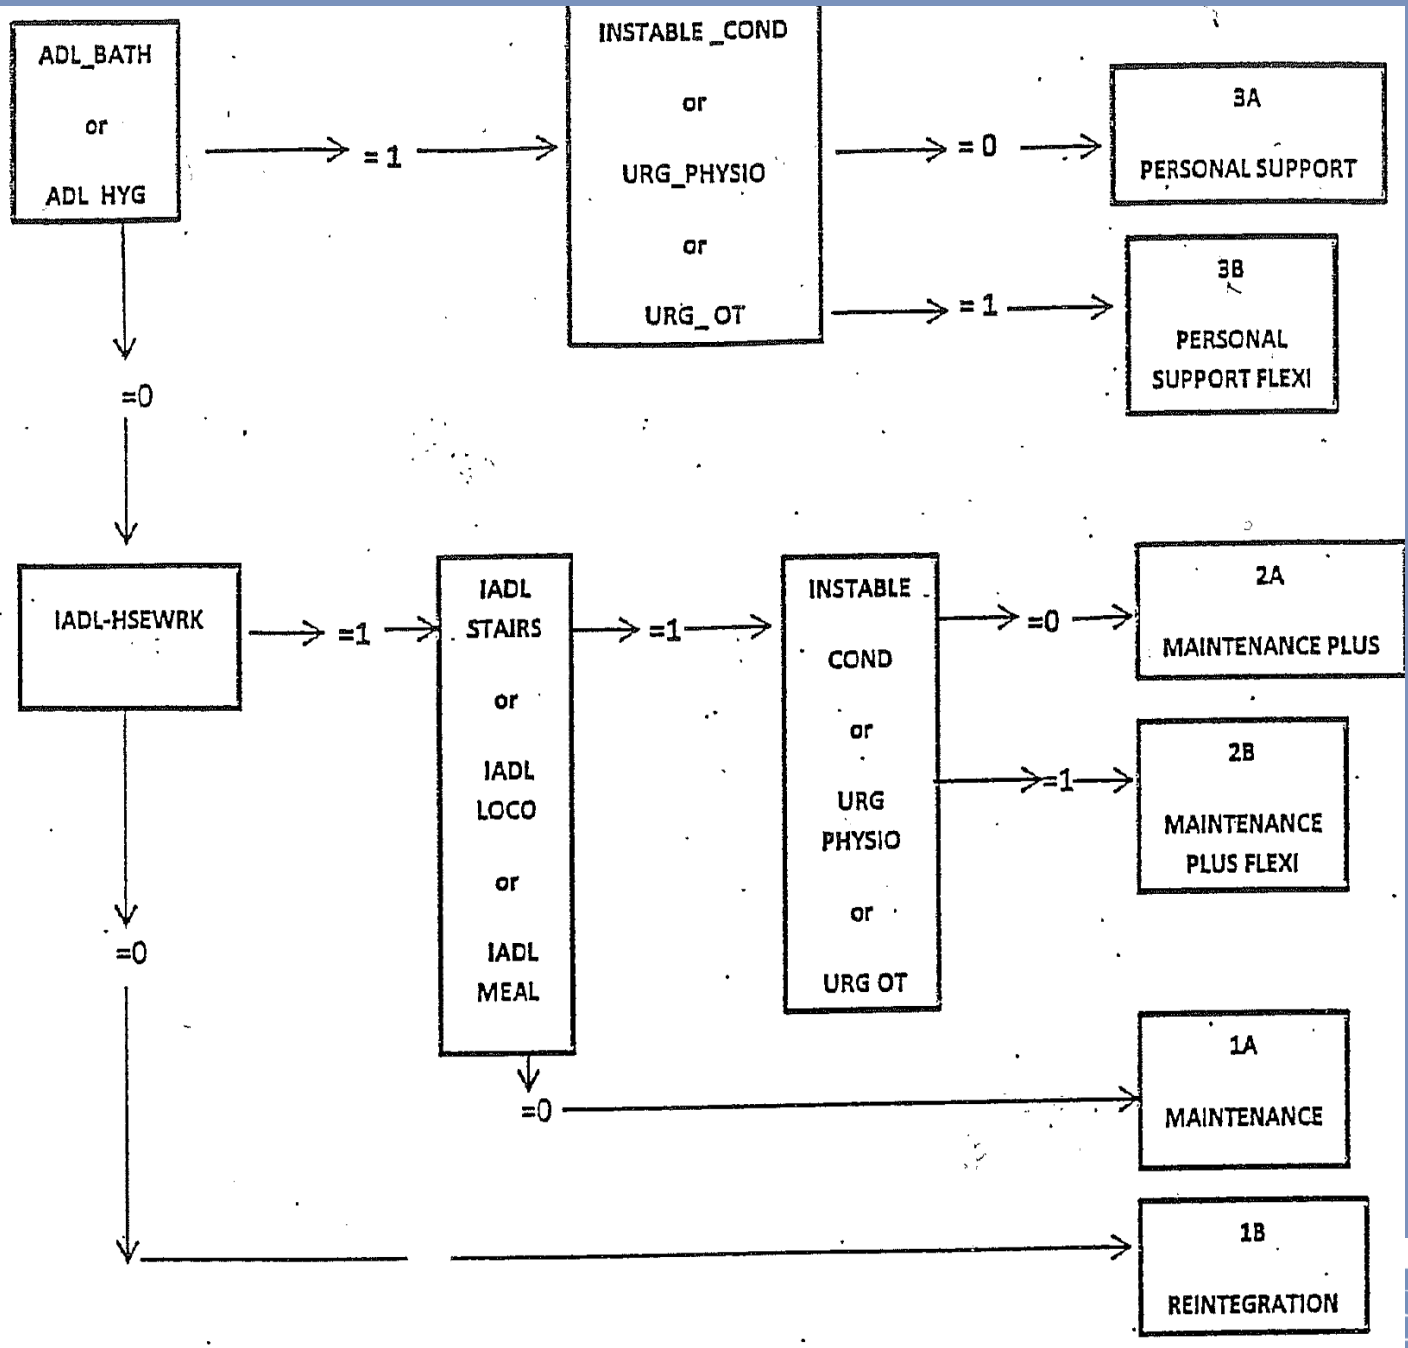 ADL_BATH
or
ADL HYG
= 1
INSTABLE_COND
or
URG_PHYSIO
or
URG_OT
= 0
3A
PERSONAL SUPPORT
= 1
3B
PERSONAL
SUPPORT FLEXI
=0
IADL-HSEWRK
=1
IADL
STAIRS
or
IADL
LOCO
or
IADL
MEAL
=1
INSTABLE
COND
or
URG
PHYSIO
or
URG OT
=0
2A
MAINTENANCE PLUS
=1
2B
MAINTENANCE
PLUS FLEXI
=0
=0
1A
MAINTENANCE
1B
REINTEGRATION